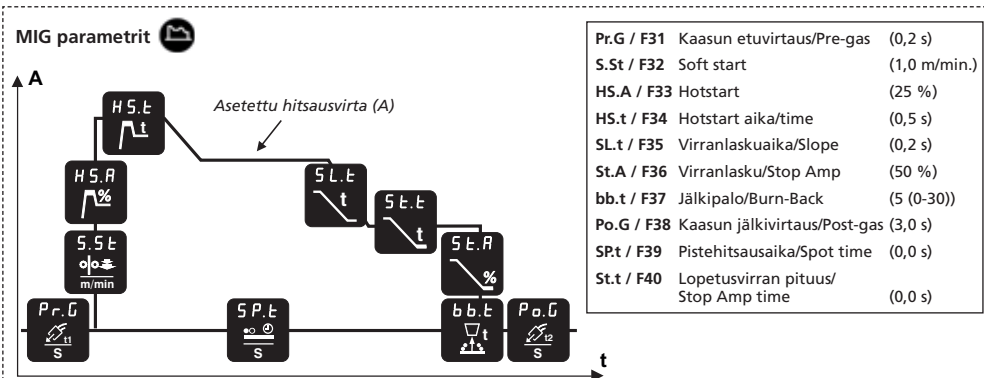 MIG parametrit
A
HS.t
t
Asetettu hitsausvirta (A)
HS.A
%
SL.t
t
St.t
t
S.St
m/min
St.A
%
Pr.G
t1
S
SP.t
S
bb.t
t
Po.G
t2
S
t
Pr.G / F31 Kaasun etuvirtaus/Pre-gas (0,2 s)
S.St / F32 Soft start (1,0 m/min.)
HS.A / F33 Hotstart (25 %)
HS.t / F34 Hotstart aika/time (0,5 s)
SL.t / F35 Virranlaskuaika/Slope (0,2 s)
St.A / F36 Virranlasku/Stop Amp (50 %)
bb.t / F37 Jälkipalo/Burn-Back (5 (0-30))
Po.G / F38 Kaasun jälkivirtaus/Post-gas (3,0 s)
SP.t / F39 Pistehitsausaika/Spot time (0,0 s)
St.t / F40 Lopetusvirran pituus/
Stop Amp time (0,0 s)